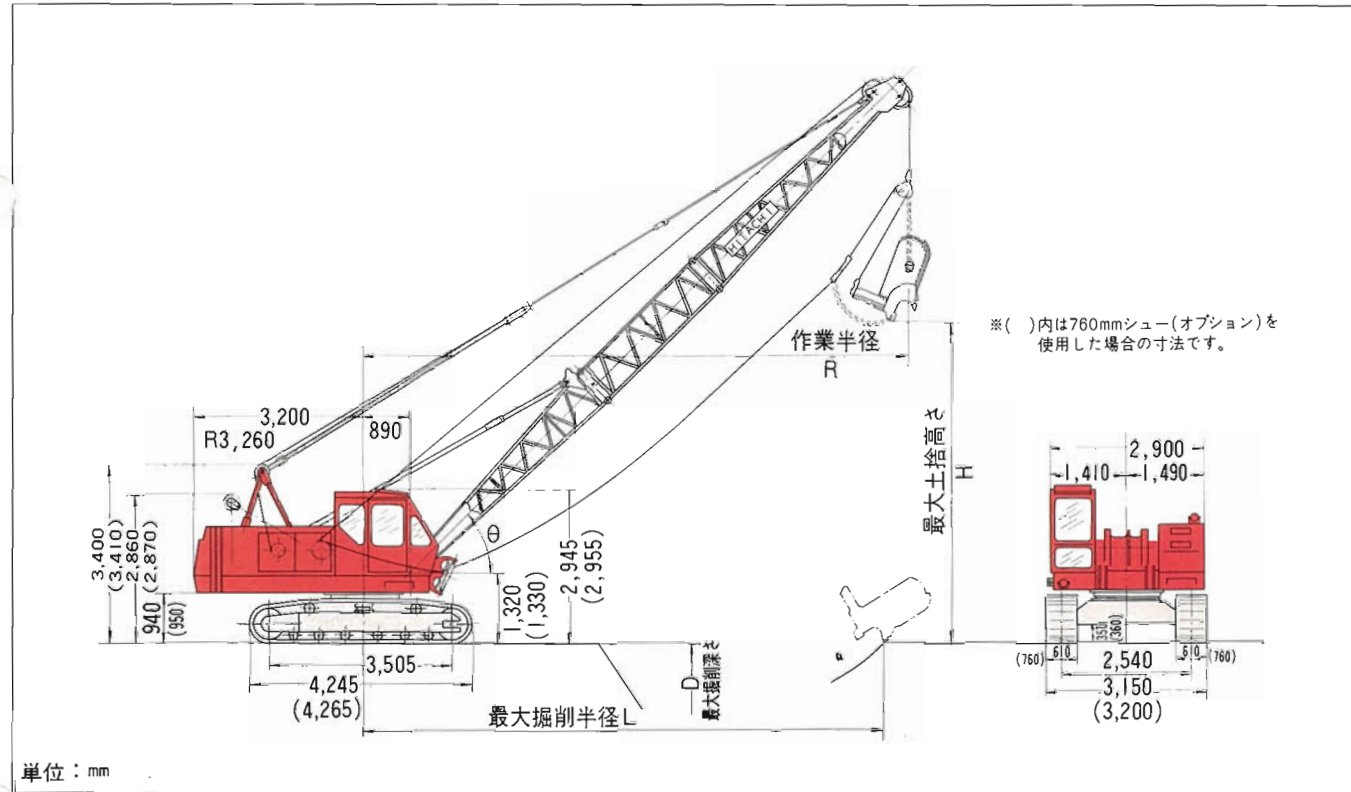 HITACHI
※( )内は760mmシュー(オプション)を
使用した場合の寸法です。
作業半径
R
3,200
R3,260
890
最大土捨高さ
H
2,900
1,410
1,490
θ
3,400
(3,410)
2,860
(2,870)
940
(950)
2,945
(2,955)
1,320
(1,330)
350
(360)
(760)
610
610
(760)
3,505
2,540
4,245
(4,265)
3,150
(3,200)
D
最大掘削深さ
最大掘削半径L
単位:mm